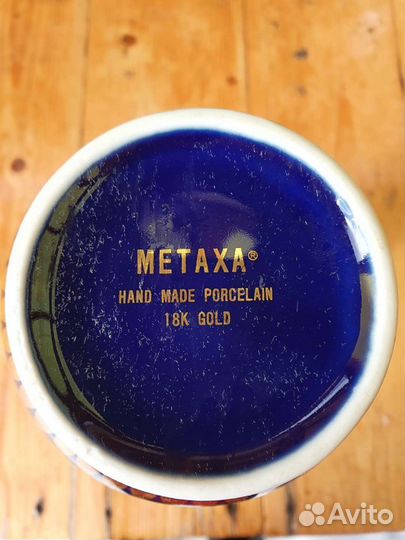 METAXA®
HAND MADE PORCELAIN
18K GOLD
Avito